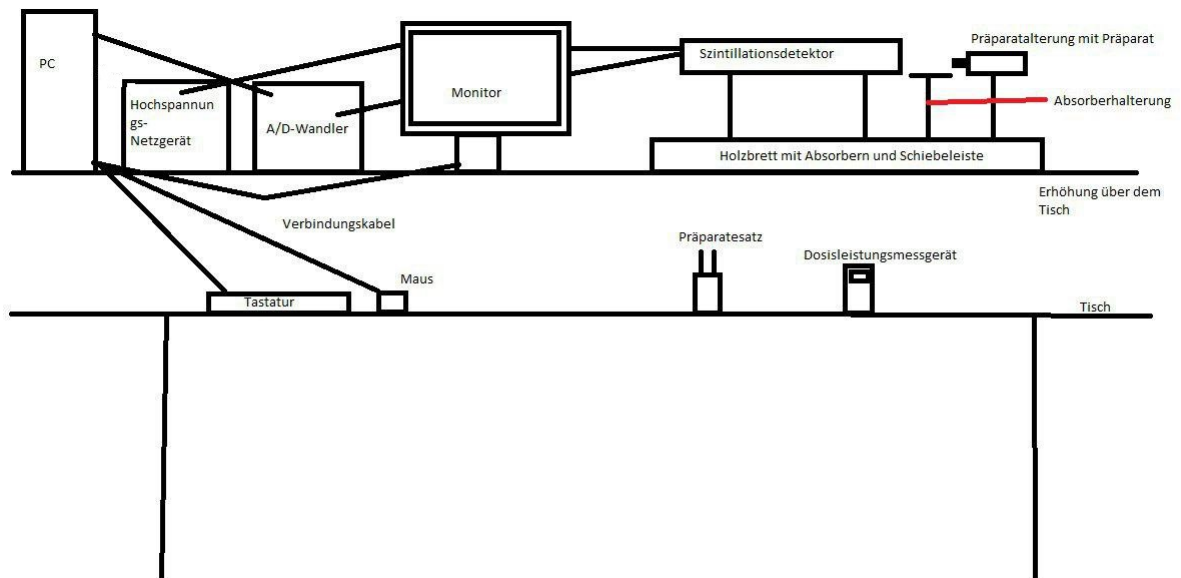 PC
Hochspannun
gs-
Netzgerät
A/D-Wandler
Monitor
Szintillationsdetektor
Präparatalterung mit Präparat
Absorberhalterung
Holzbrett mit Absorbern und Schiebeleiste
Erhöhung über dem
Tisch
Verbindungskabel
Präparatesatz
Dosisleistungsmessgerät
Maus
Tastatur
Tisch